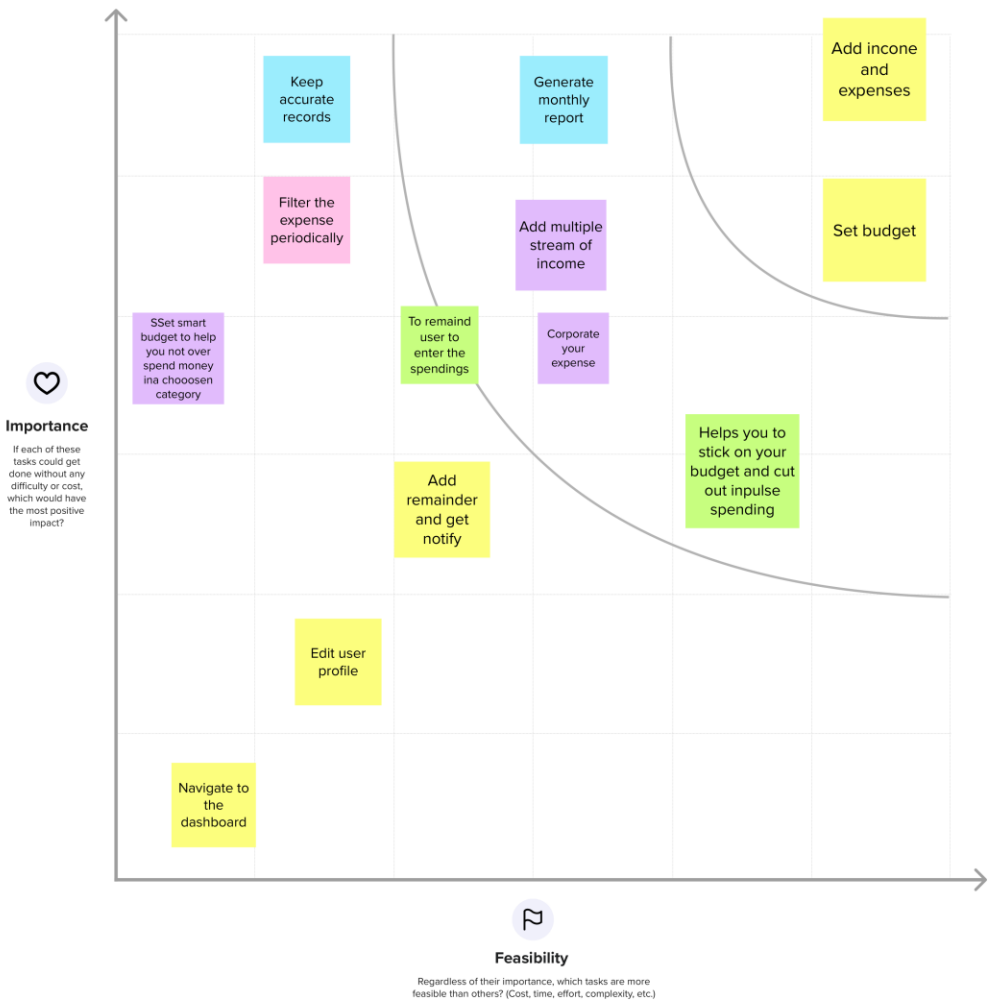 Add incone
and
expenses
Keep
accurate
records
Generate
monthly
report
Filter the
expense
periodically
Add multiple
stream of
income
Set budget
SSet smart
budget to help
you not over
spend money
ina chooosen
category
To remaind
user to
enter the
spendings
Corporate
your
expense
Importance
If each of these
tasks could get
done without any
difficulty or cost,
which would have
the most positive
impact?
Helps you to
stick on your
budget and cut
out inpulse
spending
Add
remainder
and get
notify
Edit user
profile
Navigate to
the
dashboard
Feasibility
Regardless of their importance, which tasks are more
feasible than others? (Cost, time, effort, complexity, etc.)